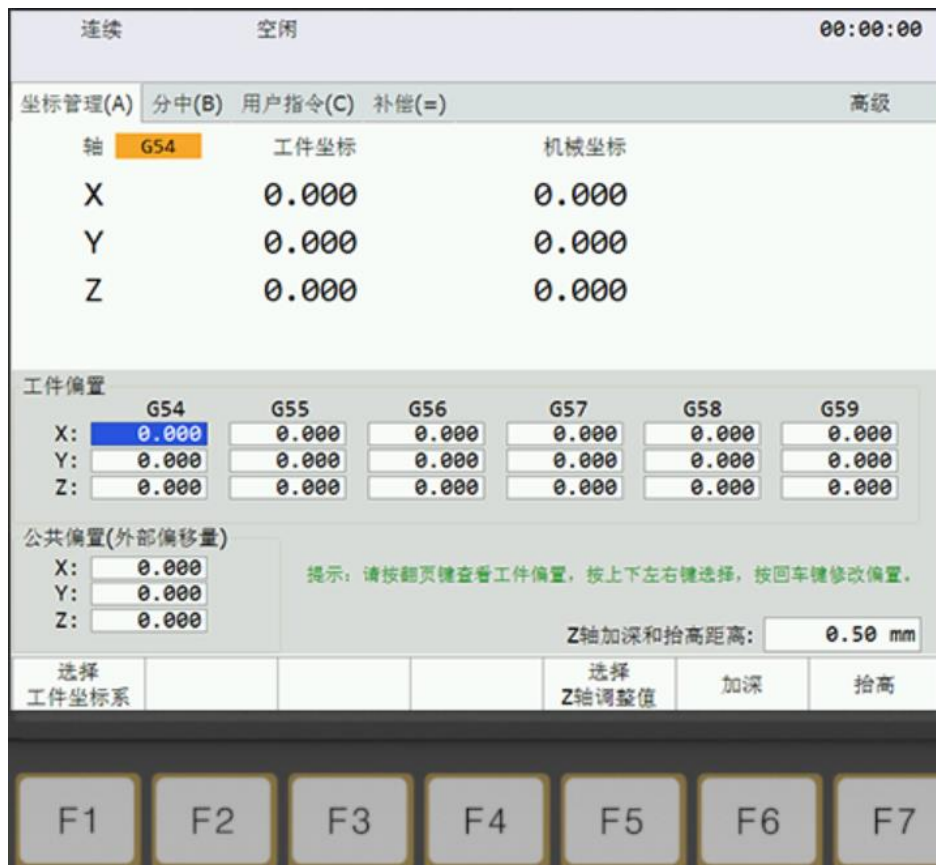 连续 空闲 00:00:00
坐标管理(A) 分中(B) 用户指令(C) 补偿(=) 高级
轴 G54 工件坐标 机械坐标
X 0.000 0.000
Y 0.000 0.000
Z 0.000 0.000
工件偏置
G54 G55 G56 G57 G58 G59
X: 0.000 0.000 0.000 0.000 0.000 0.000
Y: 0.000 0.000 0.000 0.000 0.000 0.000
Z: 0.000 0.000 0.000 0.000 0.000 0.000
公共偏置(外部偏移量)
X: 0.000
Y: 0.000
Z: 0.000
提示：请按翻页键查看工件偏置，按上下左右键选择，按回车键修改偏置。
Z轴加深和抬高距离: 0.50 mm
选择 选择 加深 抬高
工件坐标系 Z轴调整值
F1 F2 F3 F4 F5 F6 F7